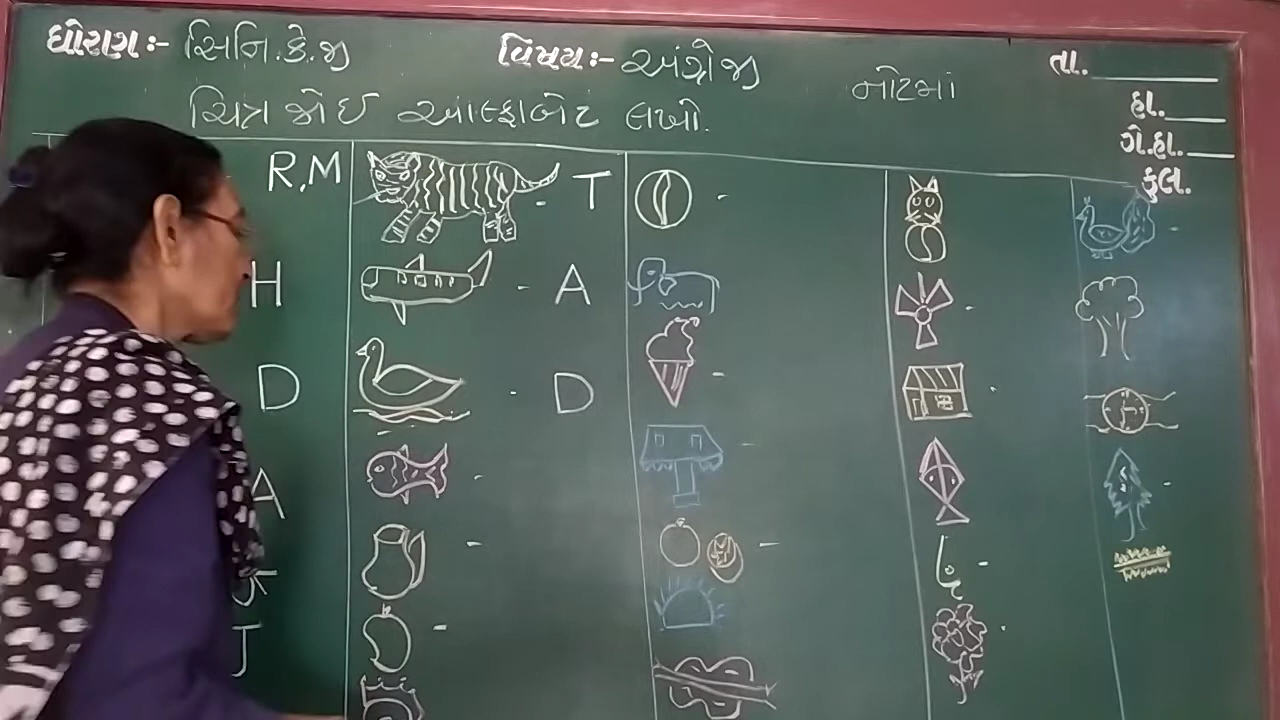 ધોરણ:- સિનિ.કે.જી વિષય:- અંગ્રેજી તા.
ચિત્ર જોઈ આલ્ફાબેટ લખો. નોટમાં હા.
ગે.હા.
કુલ.
R,M T
H A
D D
A
J